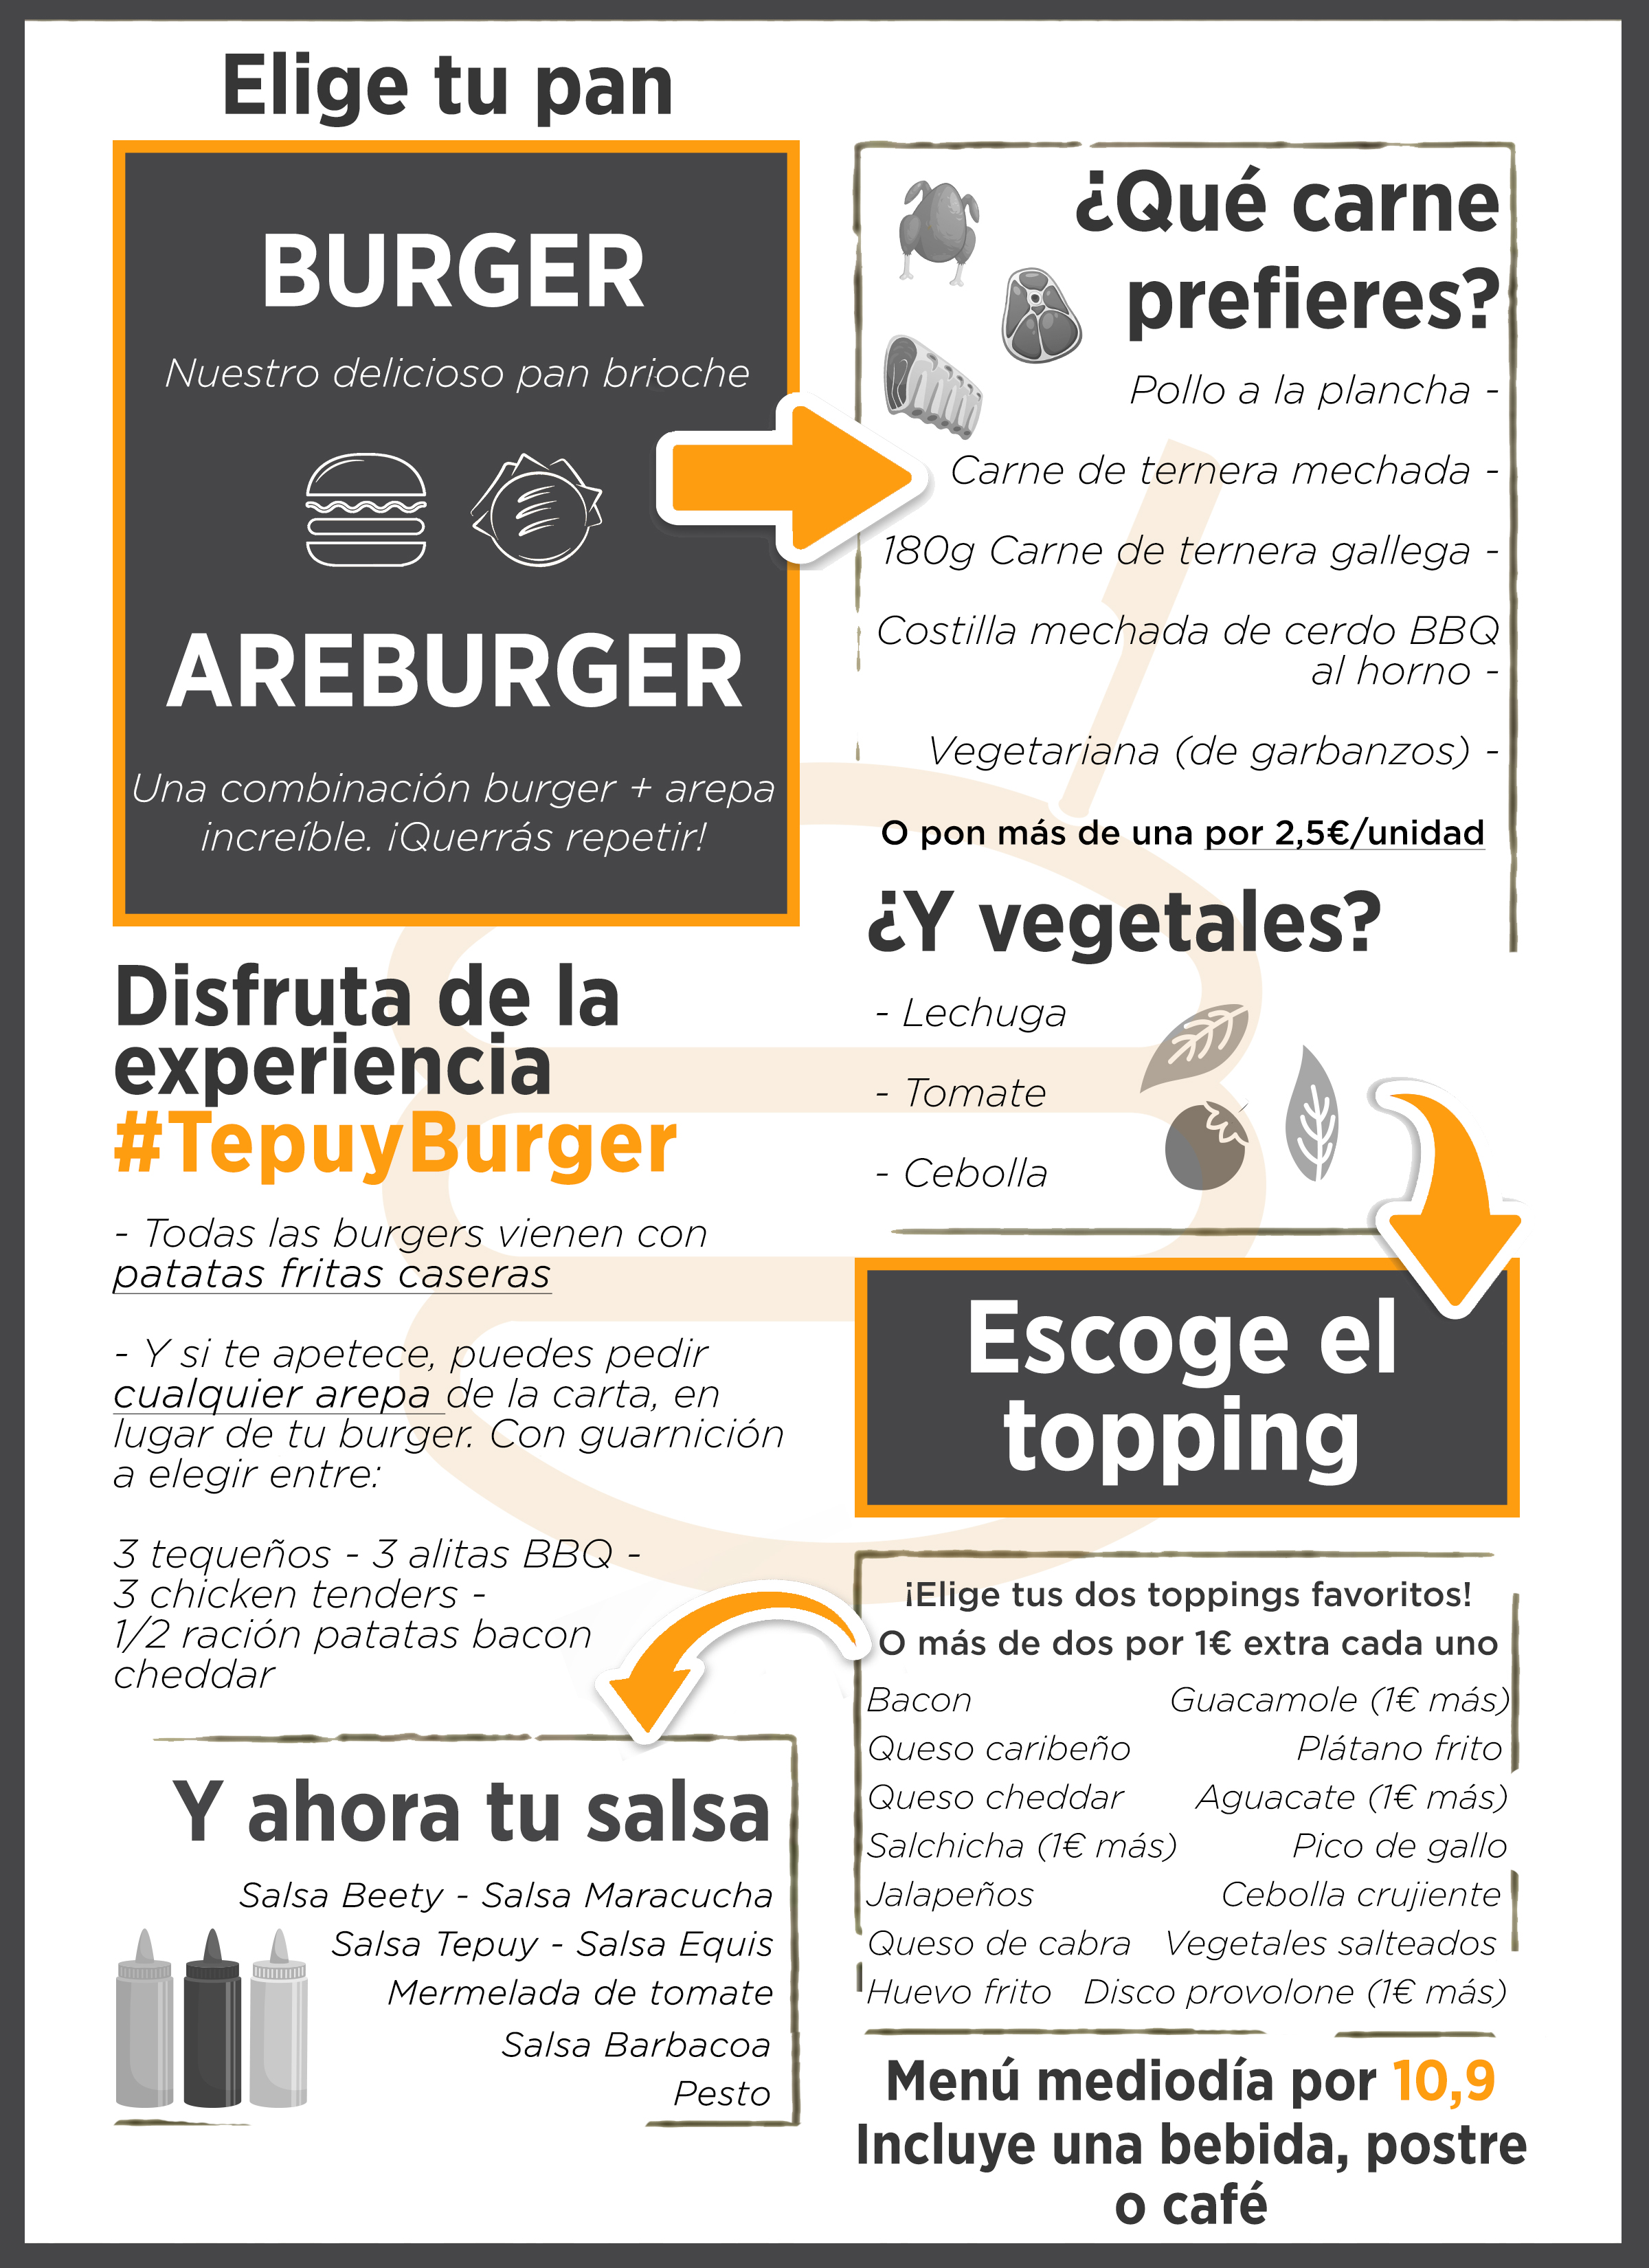 Elige tu pan
BURGER
Nuestro delicioso pan brioche
AREBURGER
Una combinación burger + arepa
increíble. ¡Querrás repetir!
¿Qué carne
prefieres?
Pollo a la plancha -
Carne de ternera mechada -
180g Carne de ternera gallega -
Costilla mechada de cerdo BBQ
al horno -
Vegetariana (de garbanzos) -
O pon más de una por 2,5€/unidad
¿Y vegetales?
- Lechuga
- Tomate
- Cebolla
Disfruta de la
experiencia
#TepuyBurger
- Todas las burgers vienen con
patatas fritas caseras
- Y si te apetece, puedes pedir
cualquier arepa de la carta, en
lugar de tu burger. Con guarnición
a elegir entre:
3 tequeños - 3 alitas BBQ -
3 chicken tenders -
1/2 ración patatas bacon
cheddar
Escoge el
topping
¡Elige tus dos toppings favoritos!
O más de dos por 1€ extra cada uno
Bacon Guacamole (1€ más)
Queso caribeño Plátano frito
Queso cheddar Aguacate (1€ más)
Salchicha (1€ más) Pico de gallo
Jalapeños Cebolla crujiente
Queso de cabra Vegetales salteados
Huevo frito Disco provolone (1€ más)
Y ahora tu salsa
Salsa Beety - Salsa Maracucha
Salsa Tepuy - Salsa Equis
Mermelada de tomate
Salsa Barbacoa
Pesto
Menú mediodía por 10,9
Incluye una bebida, postre
o café